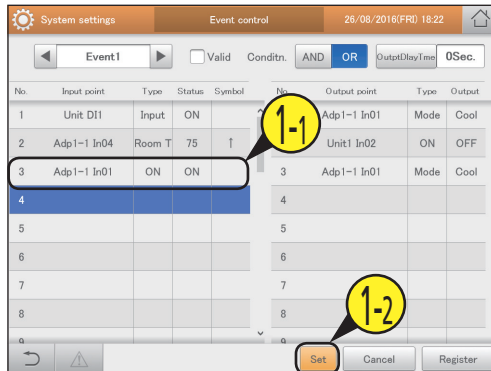 System settings Event control 26/08/2016(FRI) 18:22
Event1 Valid Conditn. AND OR OutptDlayTme 0Sec.
No. Input point Type Status Symbol No. Output point Type Output
1 Unit DI1 Input ON Adp1-1 In01 Mode Cool
2 Adp1-1 In04 Room T 75 ↑ Unit1 In02 ON OFF
3 Adp1-1 In01 ON ON 3 Adp1-1 In01 Mode Cool
1-1
4 4
5 5
6 6
7 7
8 8
1-2
9 9
Set Cancel Register